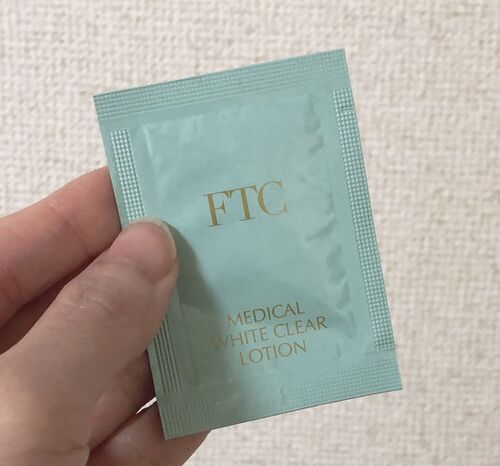 FTC
MEDICAL
WHITE CLEAR
LOTION